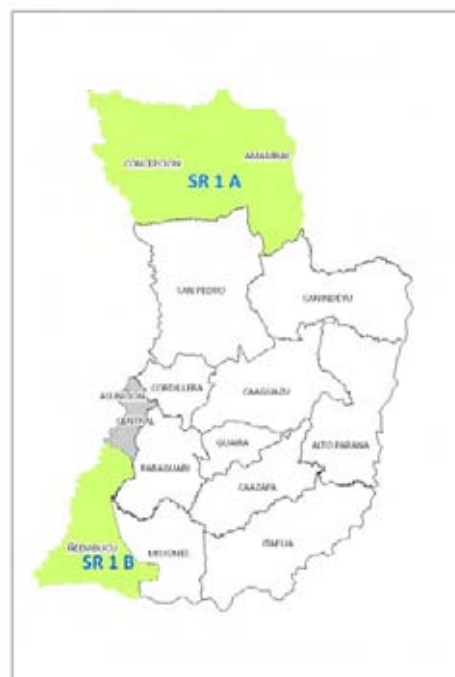 CONCEPCION
AMAMBAY
SR 1 A
SAN PEDRO
CANINDEYU
CORDILLERA
CAAGUAZU
ASUNCION
CENTRAL
GUAIRA
ALTO PARANA
PARAGUARI
CAAZAPA
ÑEEMBUCU
MISIONES
ITAPUA
SR 1 B